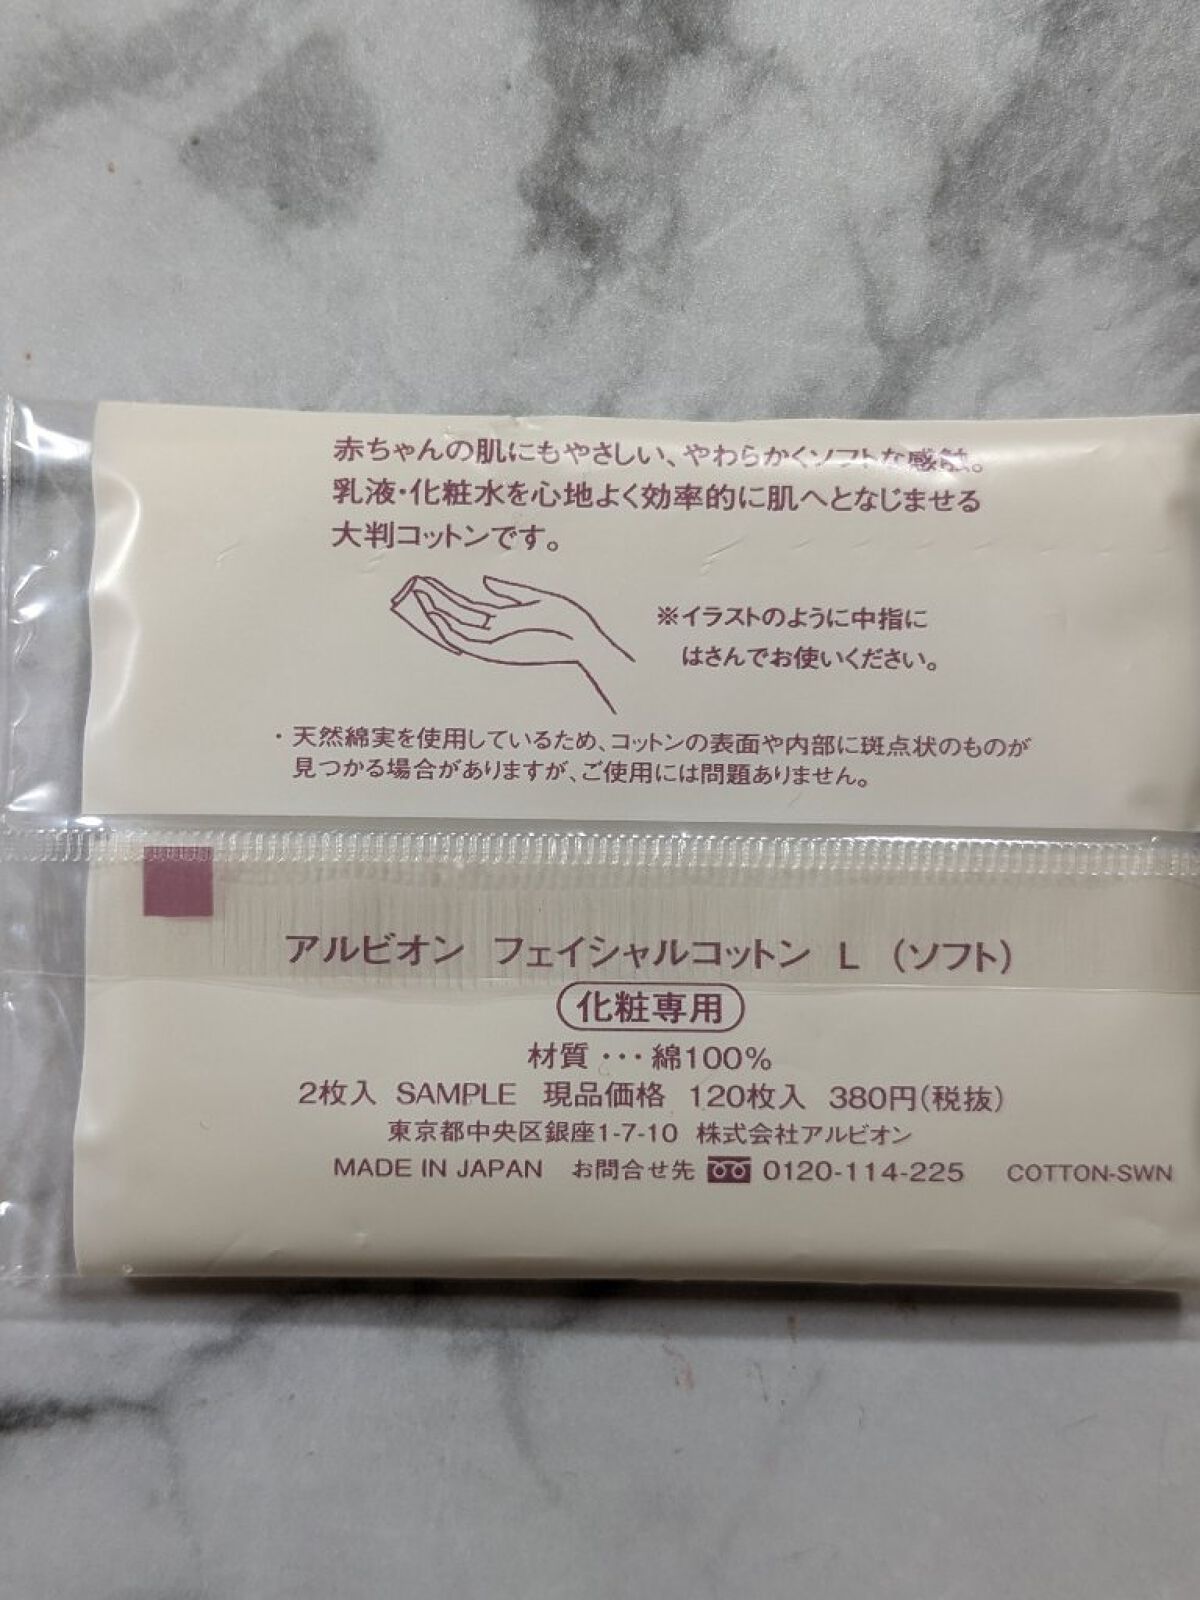 赤ちゃんの肌にもやさしい、やわらかくソフトな感触。
乳液・化粧水を心地よく効率的に肌へとなじませる
大判コットンです。
※イラストのように中指に
はさんでお使いください。
・天然綿実を使用しているため、コットンの表面や内部に斑点状のものが
見つかる場合がありますが、ご使用には問題ありません。
アルビオン フェイシャルコットン L (ソフト)
化粧専用
材質・・・綿100%
2枚入 SAMPLE 現品価格 120枚入 380円(税抜)
東京都中央区銀座1-7-10 株式会社アルビオン
MADE IN JAPAN お問合せ先 0120-114-225 COTTON-SWN